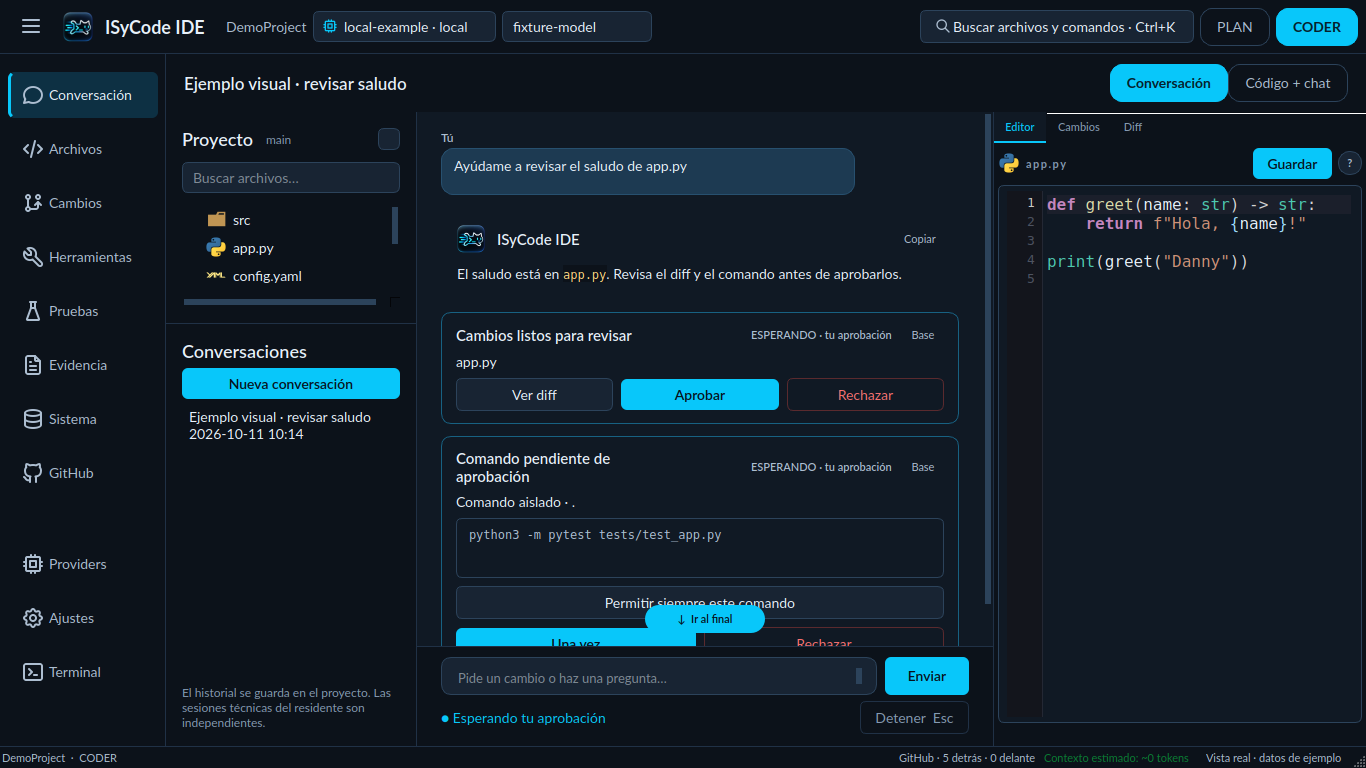 ISyCode IDE
DemoProject
local-example · local
fixture-model
Buscar archivos y comandos · Ctrl+K
PLAN
CODER
Conversación
Archivos
Cambios
Herramientas
Pruebas
Evidencia
Sistema
GitHub
Providers
Ajustes
Terminal
Ejemplo visual · revisar saludo
Conversación
Código + chat
Proyecto main
Buscar archivos...
src
app.py
config.yaml
Conversaciones
Nueva conversación
Ejemplo visual · revisar saludo
2026-10-11 10:14
El historial se guarda en el proyecto. Las
sesiones técnicas del residente son
independientes.
Tú
Ayúdame a revisar el saludo de app.py
ISyCode IDE
Copiar
El saludo está en app.py. Revisa el diff y el comando antes de aprobarlos.
Cambios listos para revisar
ESPERANDO · tu aprobación
Base
app.py
Ver diff
Aprobar
Rechazar
Comando pendiente de
aprobación
ESPERANDO · tu aprobación
Base
Comando aislado · .
python3 -m pytest tests/test_app.py
Permitir siempre este comando
↓ Ir al final
Una vez
Rechazar
Pide un cambio o haz una pregunta...
Enviar
Esperando tu aprobación
Detener Esc
Editor
Cambios
Diff
app.py
Guardar
?
1 def greet(name: str) -> str:
2     return f"Hola, {name}!"
3
4 print(greet("Danny"))
5
DemoProject · CODER
GitHub · 5 detrás · 0 delante
Contexto estimado: ~0 tokens
Vista real · datos de ejemplo